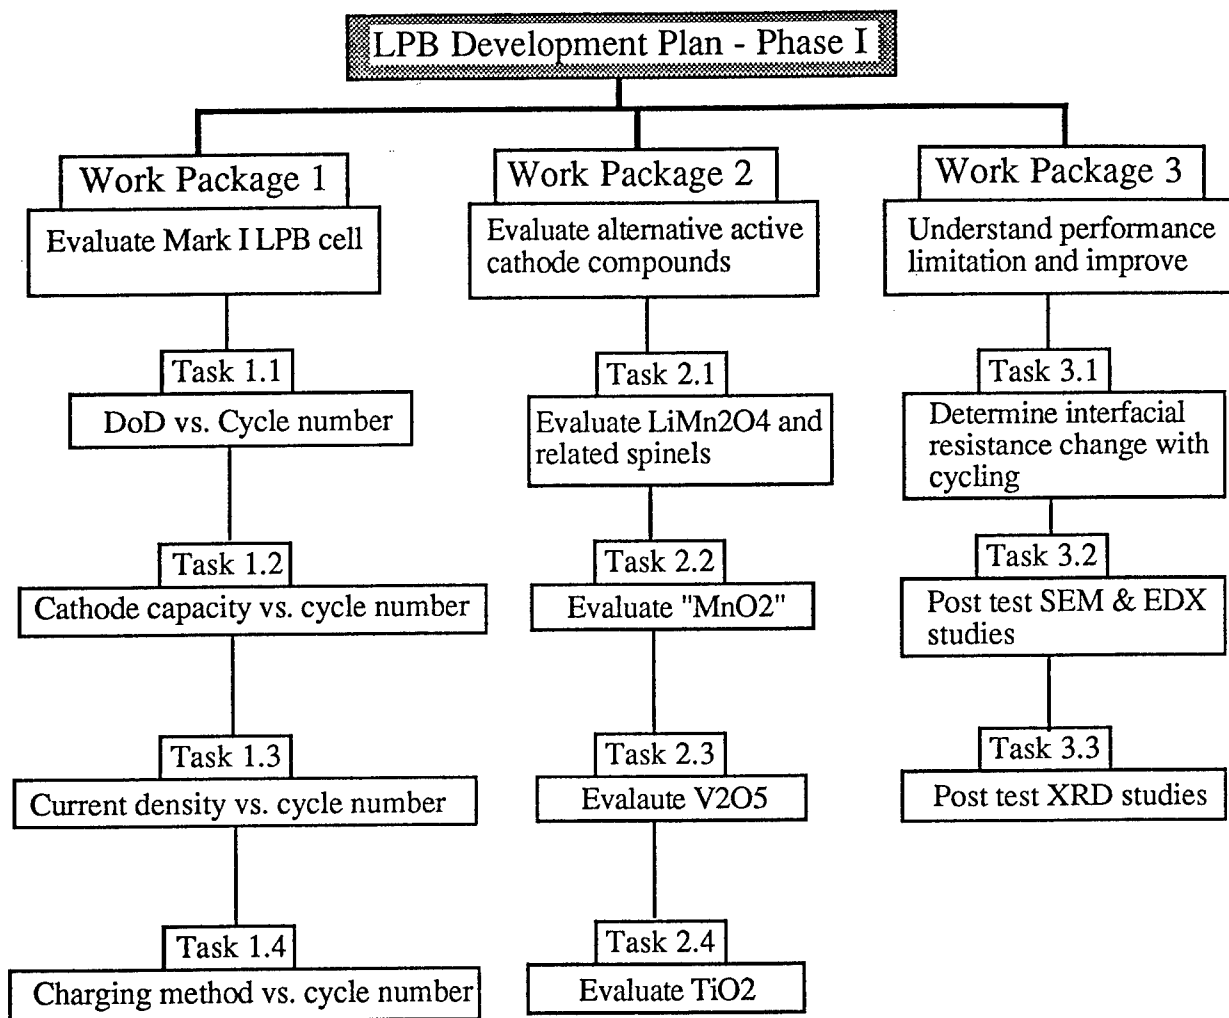 LPB Development Plan - Phase I
Work Package 1
Evaluate Mark I LPB cell
Task 1.1
DoD vs. Cycle number
Task 1.2
Cathode capacity vs. cycle number
Task 1.3
Current density vs. cycle number
Task 1.4
Charging method vs. cycle number
Work Package 2
Evaluate alternative active
cathode compounds
Task 2.1
Evaluate LiMn2O4 and
related spinels
Task 2.2
Evaluate "MnO2"
Task 2.3
Evalaute V2O5
Task 2.4
Evaluate TiO2
Work Package 3
Understand performance
limitation and improve
Task 3.1
Determine interfacial
resistance change with
cycling
Task 3.2
Post test SEM & EDX
studies
Task 3.3
Post test XRD studies